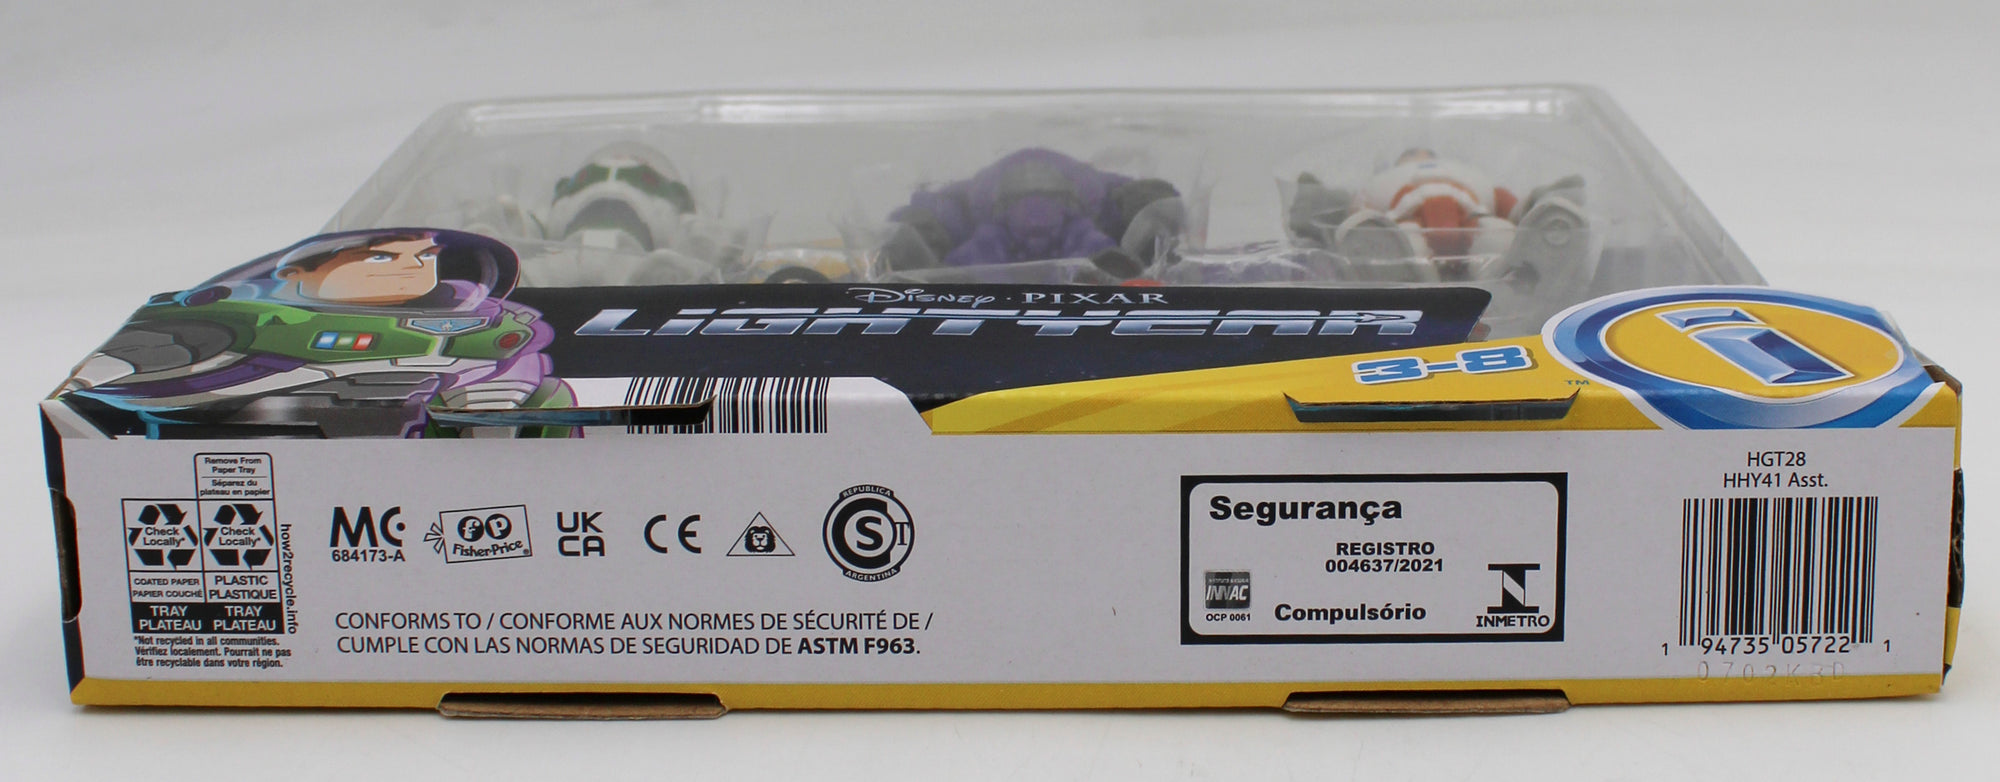 Disney · PIXAR
LIGHTYEAR
3-8
TM
Remove From
Paper Tray
Séparez du
plateau en papier
Check
Locally*
Check
Locally*
COATED PAPER
PAPIER COUCHÉ
PLASTIC
PLASTIQUE
TRAY
PLATEAU
TRAY
PLATEAU
how2recycle.info
*Not recycled in all communities.
Vérifiez localement. Pourrait ne pas
être recyclable dans votre région.
MC
684173-A
fp
Fisher-Price®
UK
CA
CE
REPUBLICA
S T
ARGENTINA
CONFORMS TO / CONFORME AUX NORMES DE SÉCURITÉ DE /
CUMPLE CON LAS NORMAS DE SEGURIDAD DE ASTM F963.
Segurança
REGISTRO
004637/2021
INNAC
OCP 0061
Compulsório
INMETRO
HGT28
HHY41 Asst.
1 94735 05722 1